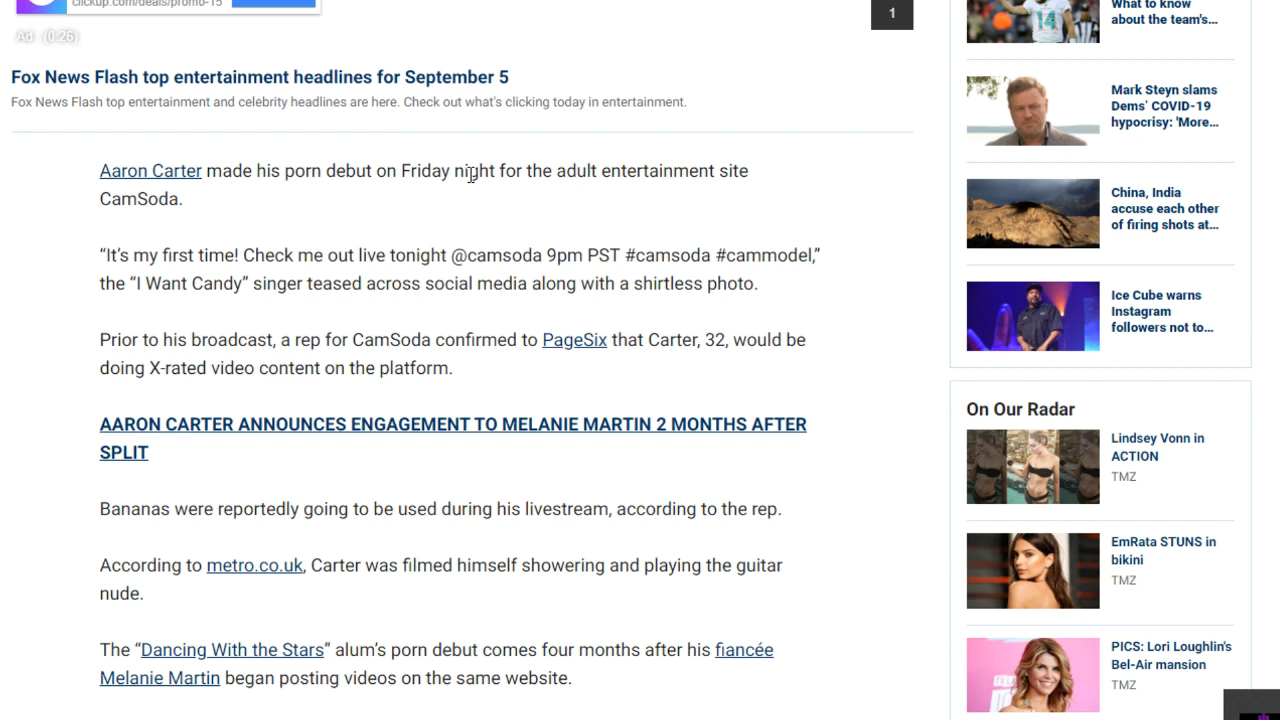 clickup.com/deals/promo-15
Ad (0:26)
1
Fox News Flash top entertainment headlines for September 5
Fox News Flash top entertainment and celebrity headlines are here. Check out what's clicking today in entertainment.
Aaron Carter made his porn debut on Friday night for the adult entertainment site
CamSoda.
“It’s my first time! Check me out live tonight @camsoda 9pm PST #camsoda #cammodel,”
the “I Want Candy” singer teased across social media along with a shirtless photo.
Prior to his broadcast, a rep for CamSoda confirmed to PageSix that Carter, 32, would be
doing X-rated video content on the platform.
AARON CARTER ANNOUNCES ENGAGEMENT TO MELANIE MARTIN 2 MONTHS AFTER
SPLIT
Bananas were reportedly going to be used during his livestream, according to the rep.
According to metro.co.uk, Carter was filmed himself showering and playing the guitar
nude.
The “Dancing With the Stars” alum’s porn debut comes four months after his fiancée
Melanie Martin began posting videos on the same website.
14
What to know
about the team's...
Mark Steyn slams
Dems’ COVID-19
hypocrisy: 'More...
China, India
accuse each other
of firing shots at...
Ice Cube warns
Instagram
followers not to...
On Our Radar
Lindsey Vonn in
ACTION
TMZ
EmRata STUNS in
bikini
TMZ
PICS: Lori Loughlin's
Bel-Air mansion
TMZ